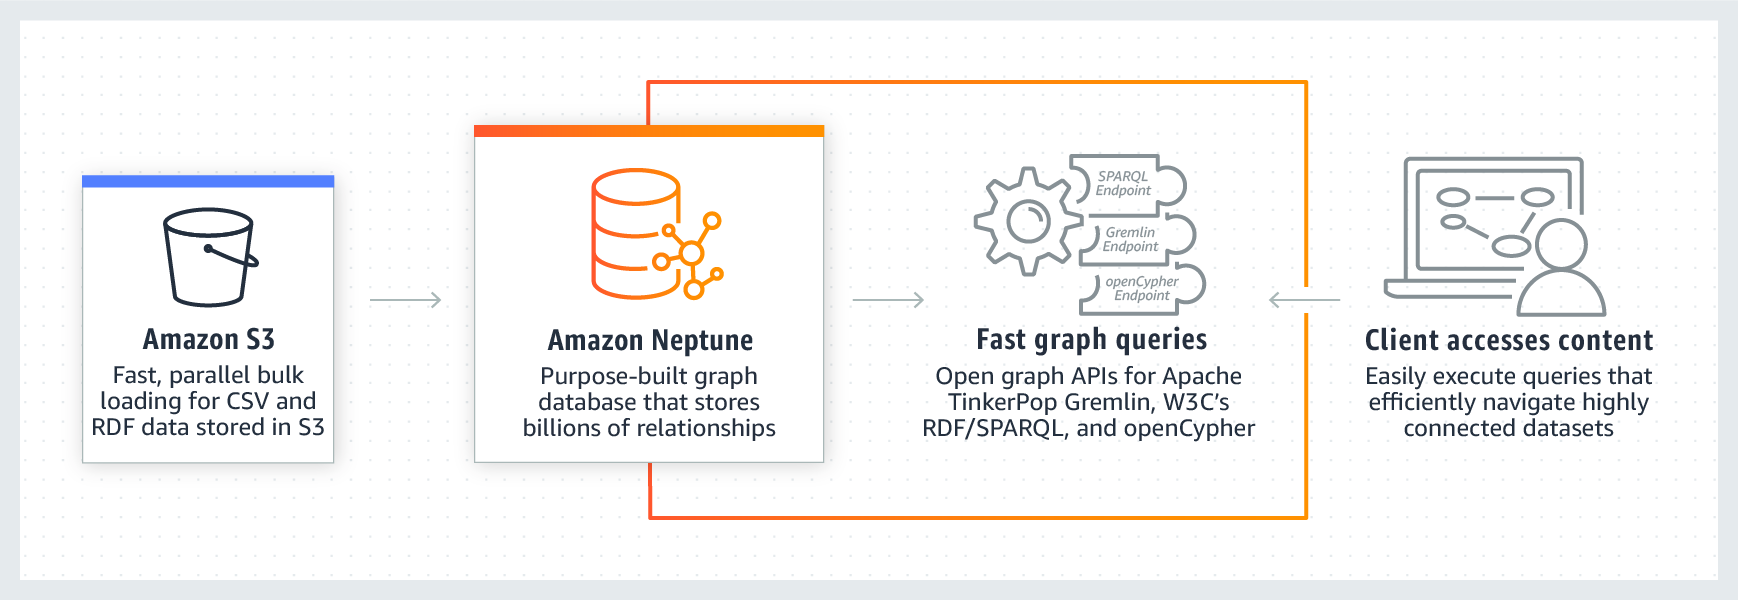 Amazon S3
Fast, parallel bulk
loading for CSV and
RDF data stored in S3
Amazon Neptune
Purpose-built graph
database that stores
billions of relationships
SPARQL
Endpoint
Gremlin
Endpoint
openCypher
Endpoint
Fast graph queries
Open graph APIs for Apache
TinkerPop Gremlin, W3C’s
RDF/SPARQL, and openCypher
Client accesses content
Easily execute queries that
efficiently navigate highly
connected datasets